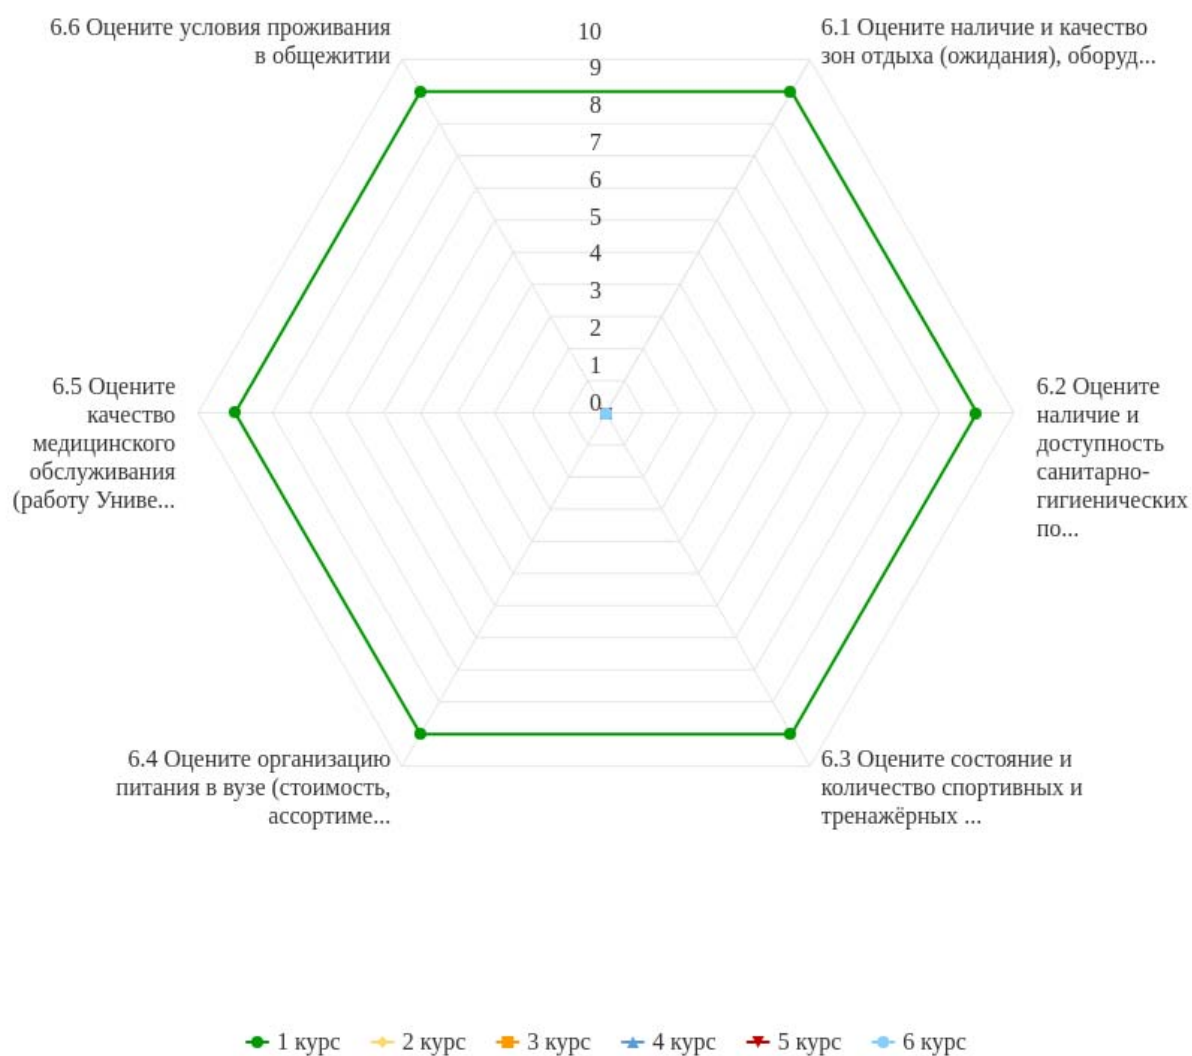 6.6 Оцените условия проживания
в общежитии
10
9
8
7
6
5
4
3
2
1
0
6.1 Оцените наличие и качество
зон отдыха (ожидания), оборуд...
6.5 Оцените
качество
медицинского
обслуживания
(работу Униве...
6.2 Оцените
наличие и
доступность
санитарно-
гигиенических
по...
6.4 Оцените организацию
питания в вузе (стоимость,
ассортиме...
6.3 Оцените состояние и
количество спортивных и
тренажёрных ...
1 курс 2 курс 3 курс 4 курс 5 курс 6 курс